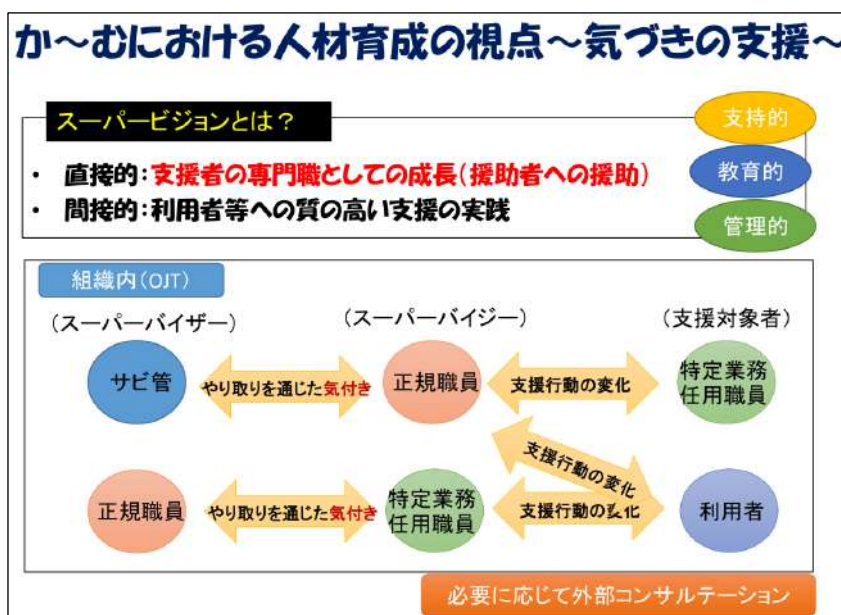 か～むにおける人材育成の視点～気づきの支援～
スーパービジョンとは？
支持的
・ 直接的：支援者の専門職としての成長（援助者への援助）
教育的
・ 間接的：利用者等への質の高い支援の実践
管理的
組織内（OJT）
（スーパーバイザー）
（スーパーバイジー）
（支援対象者）
サビ管
やり取りを通じた気付き
正規職員
支援行動の変化
特定業務
任用職員
支援行動の変化
正規職員
やり取りを通じた気付き
特定業務
任用職員
支援行動の変化
利用者
必要に応じて外部コンサルテーション